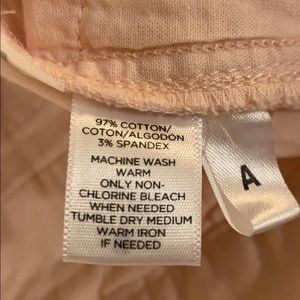 97% COTTON/
COTON/ALGODÓN
3% SPANDEX
MACHINE WASH
WARM
ONLY NON-
CHLORINE BLEACH
WHEN NEEDED
TUMBLE DRY MEDIUM
WARM IRON
IF NEEDED
A